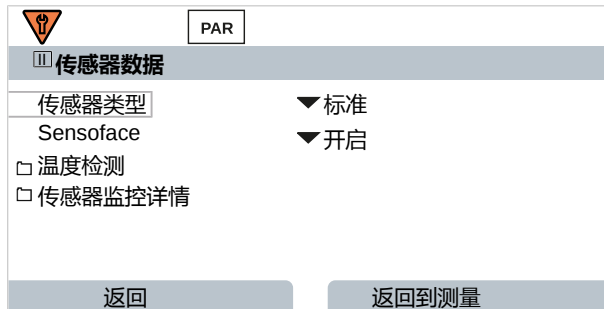 PAR
II 传感器数据
传感器类型 标准
Sensoface 开启
温度检测
传感器监控详情
返回 返回到测量